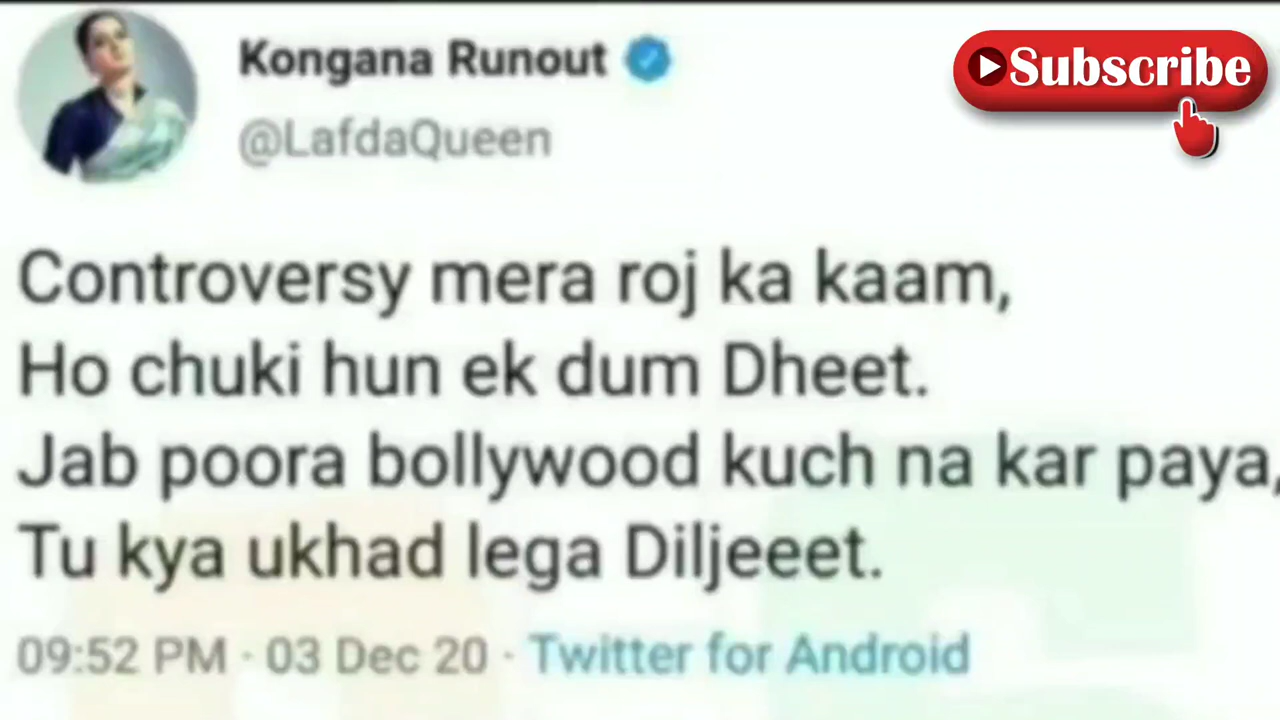 Kongana Runout
Subscribe
@LafdaQueen
Controversy mera roj ka kaam,
Ho chuki hun ek dum Dheet.
Jab poora bollywood kuch na kar paya,
Tu kya ukhad lega Diljeeet.
09:52 PM · 03 Dec 20 · Twitter for Android